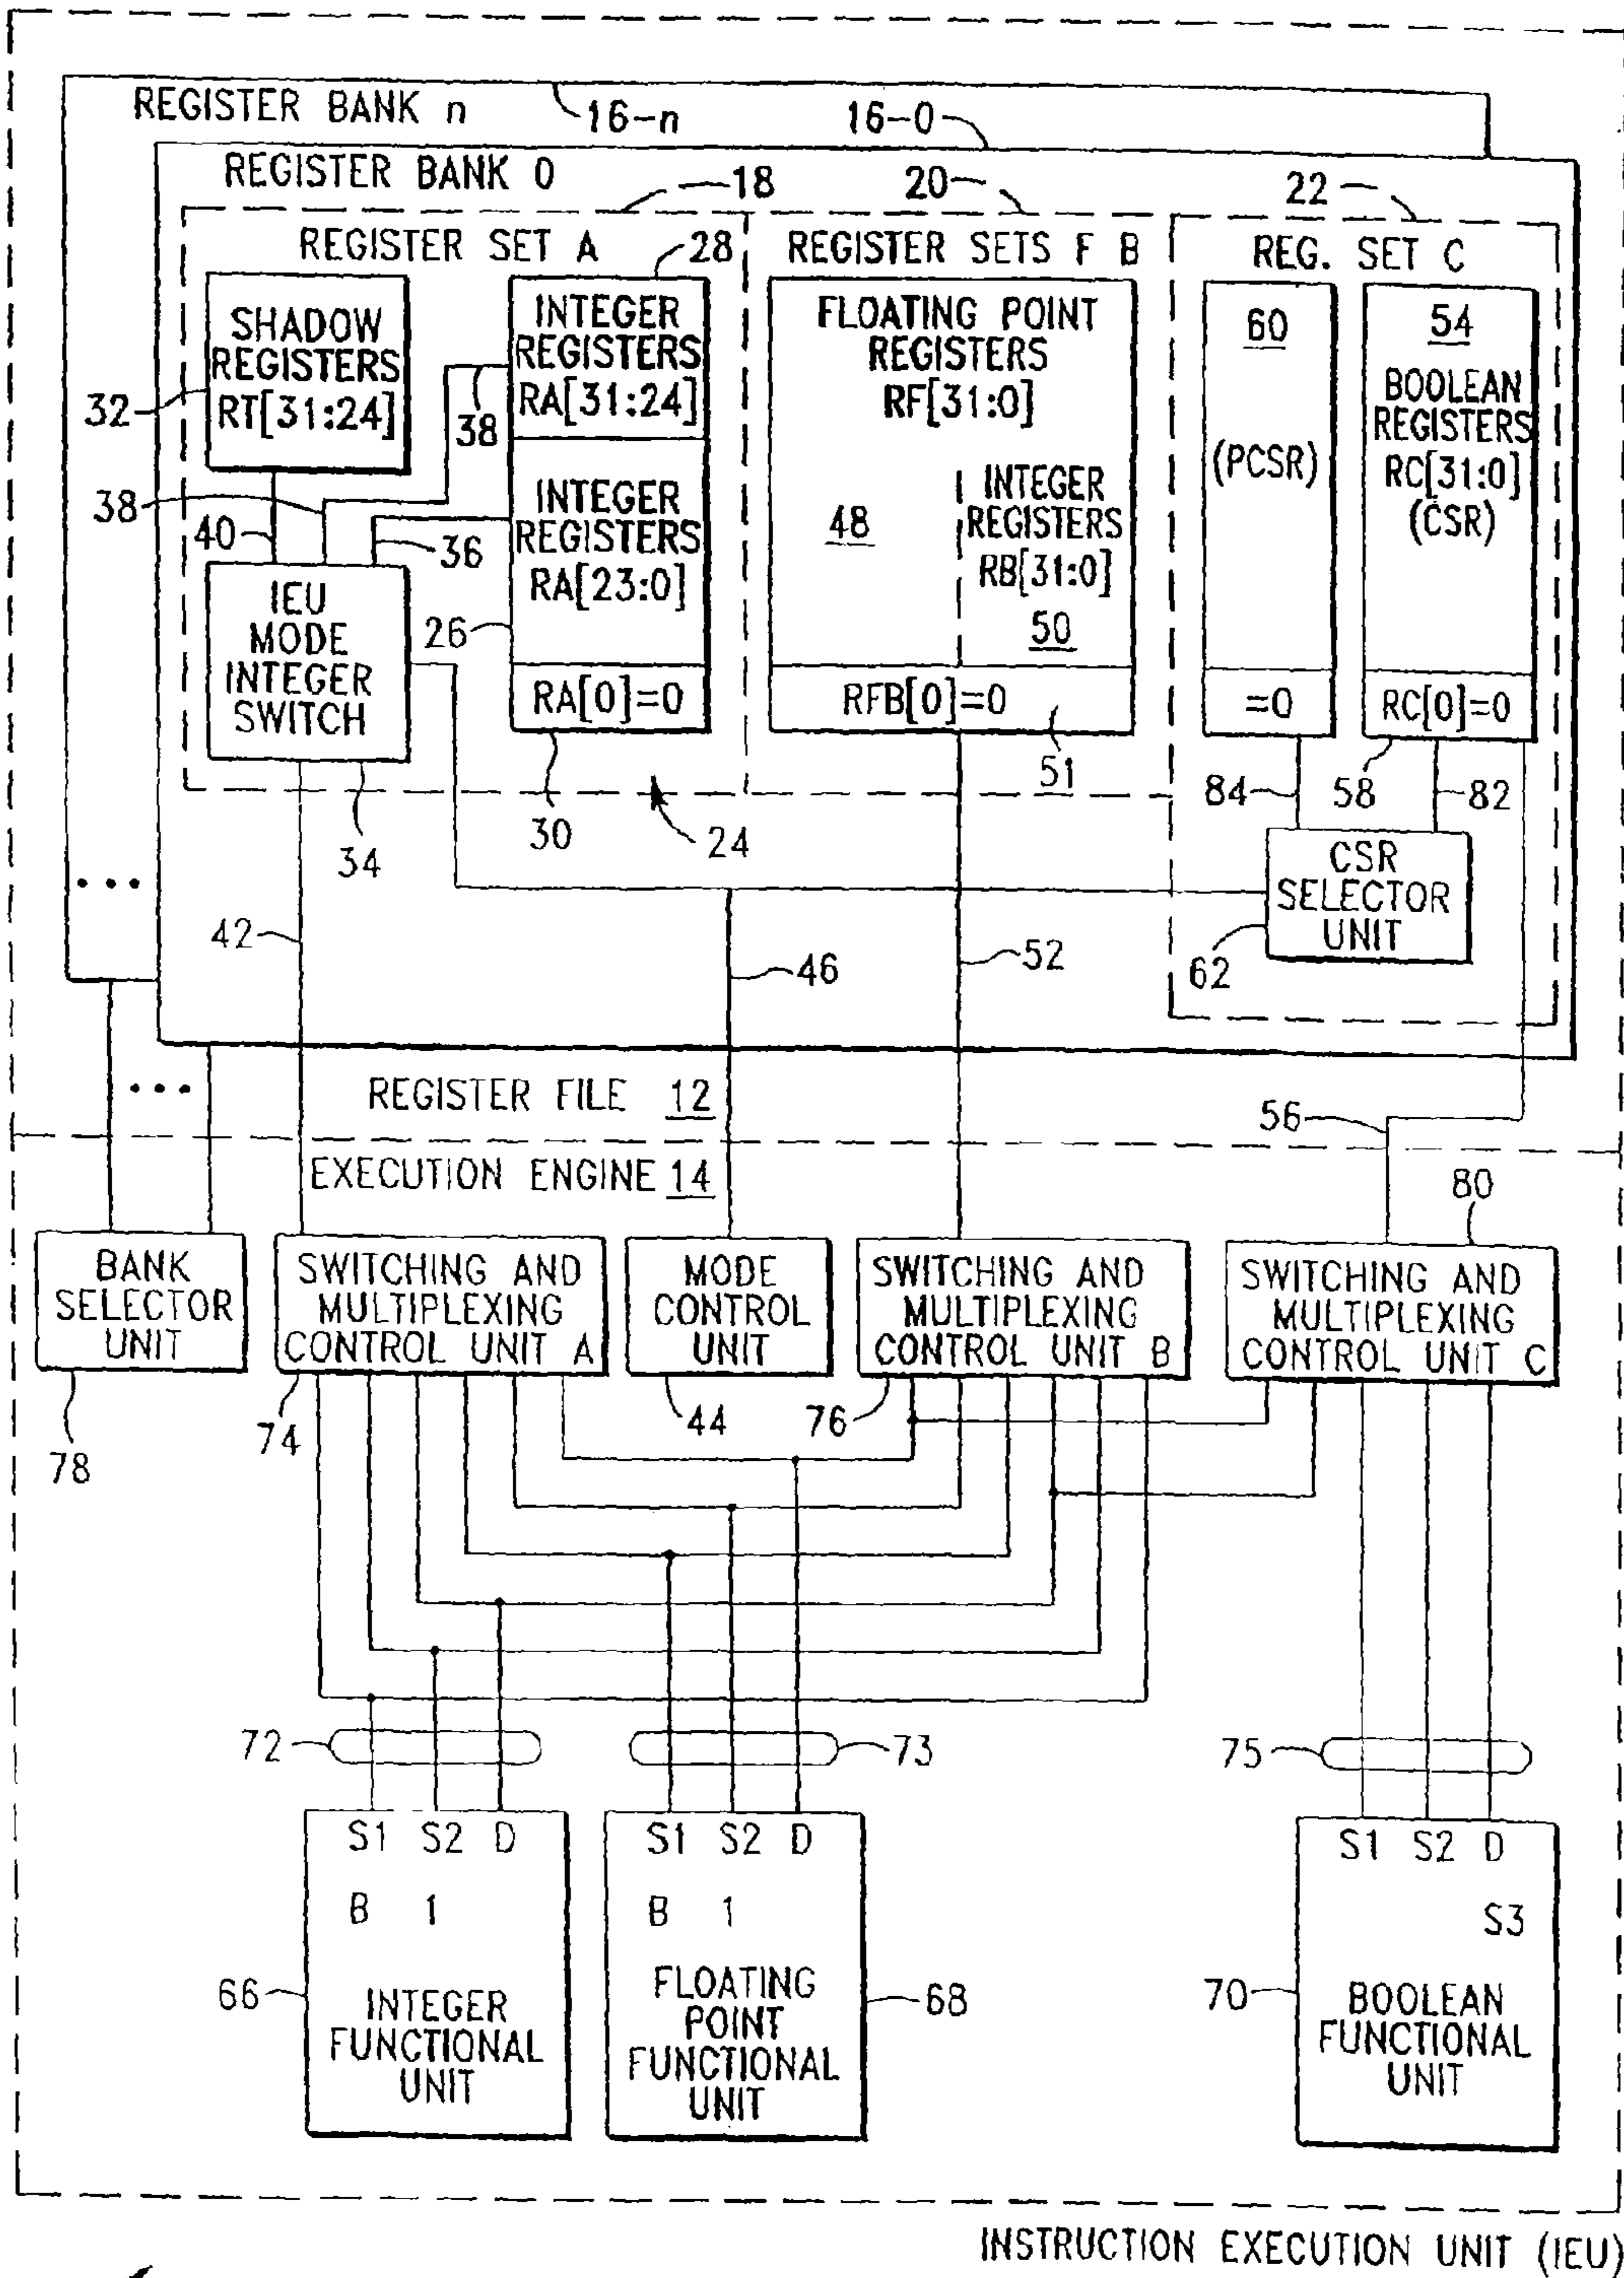 REGISTER BANK n
16-n
16-0
REGISTER BANK 0
18
20
22
REGISTER SET A
28
REGISTER SETS F B
REG. SET C
SHADOW
REGISTERS
RT[31:24]
32
INTEGER
REGISTERS
RA[31:24]
38
38
40
36
INTEGER
REGISTERS
RA[23:0]
26
RA[0]=0
30
24
IEU
MODE
INTEGER
SWITCH
34
FLOATING POINT
REGISTERS
RF[31:0]
48
INTEGER
REGISTERS
RB[31:0]
50
RFB[0]=0
51
60
(PCSR)
=0
54
BOOLEAN
REGISTERS
RC[31:0]
(CSR)
RC[0]=0
84
58
82
CSR
SELECTOR
UNIT
62
...
42
46
52
...
REGISTER FILE 12
56
EXECUTION ENGINE 14
80
BANK
SELECTOR
UNIT
78
SWITCHING AND
MULTIPLEXING
CONTROL UNIT A
74
MODE
CONTROL
UNIT
44
SWITCHING AND
MULTIPLEXING
CONTROL UNIT B
76
SWITCHING AND
MULTIPLEXING
CONTROL UNIT C
72
73
75
S1 S2 D
B 1
INTEGER
FUNCTIONAL
UNIT
66
S1 S2 D
B 1
FLOATING
POINT
FUNCTIONAL
UNIT
68
S1 S2 D
S3
BOOLEAN
FUNCTIONAL
UNIT
70
INSTRUCTION EXECUTION UNIT (IEU)